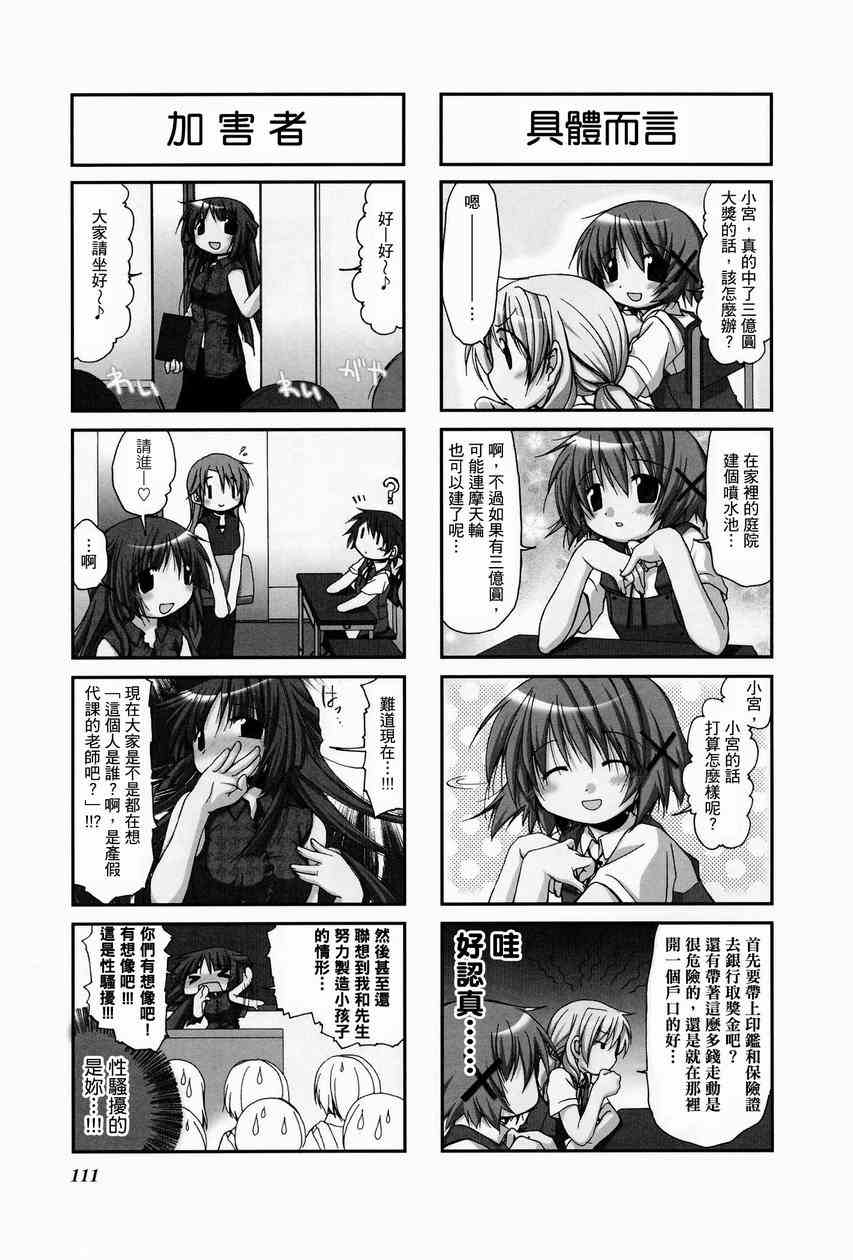 具體而言
小宮，真的中了三億圓
大獎的話，該怎麼辦？
嗯———
……
在家裡的庭院
建個噴水池…
啊，不過如果有三億圓，
可能連摩天輪
也可以建了呢…
小宮，
小宮的話
打算怎麼樣呢？
首先要帶上印鑑和保險證
去銀行取獎金吧？
還有帶著這麼多錢走動是
很危險的，還是就在那裡
開一個戶口的好…
哇
好認真……
加害者
好—好～♪
大家請坐好～♪
がや
わい
わい
？
請進—♡
…啊
難道現在…!!!
はっ
現在大家是不是都在想
「這個人是誰？啊，是產假
代課的老師吧？」!!!?
然後甚至還
聯想到我和先生
努力製造小孩子
的情形…
你們有想像吧！
有想像吧!!!
這是性騷擾!!!
性騷擾的
是妳…!!!
111